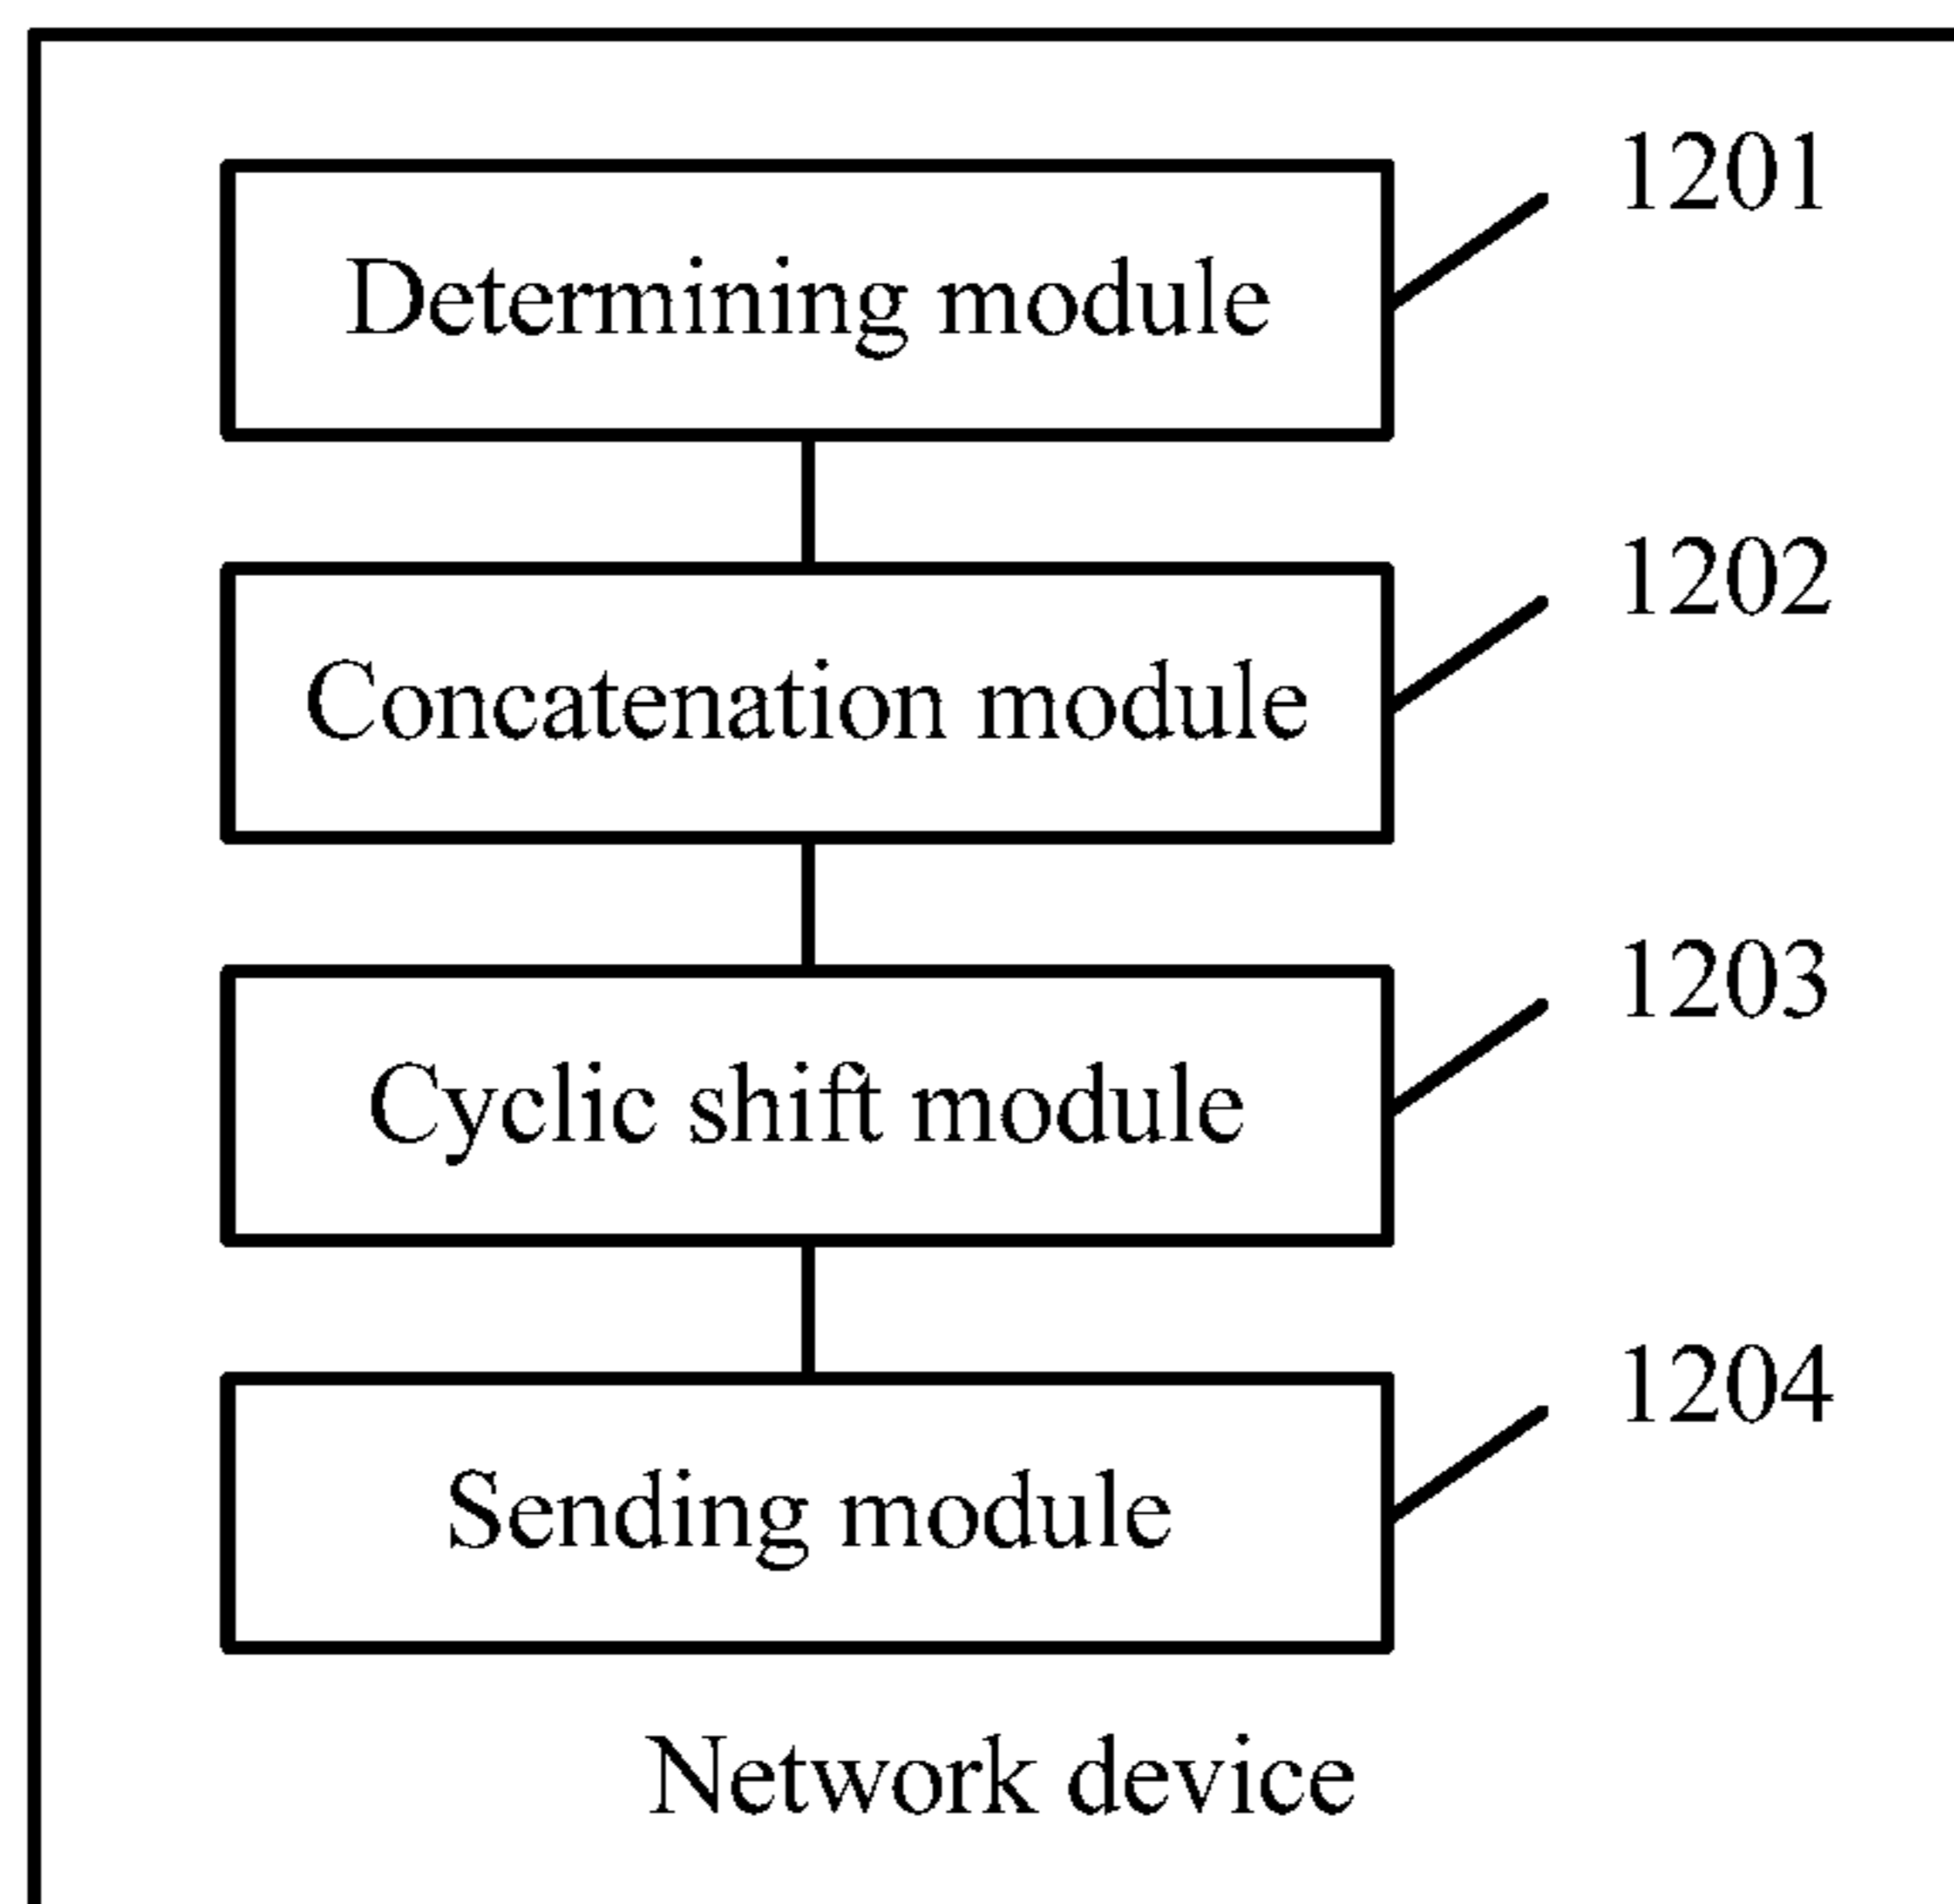 1201
Determining module
1202
Concatenation module
1203
Cyclic shift module
1204
Sending module
Network device